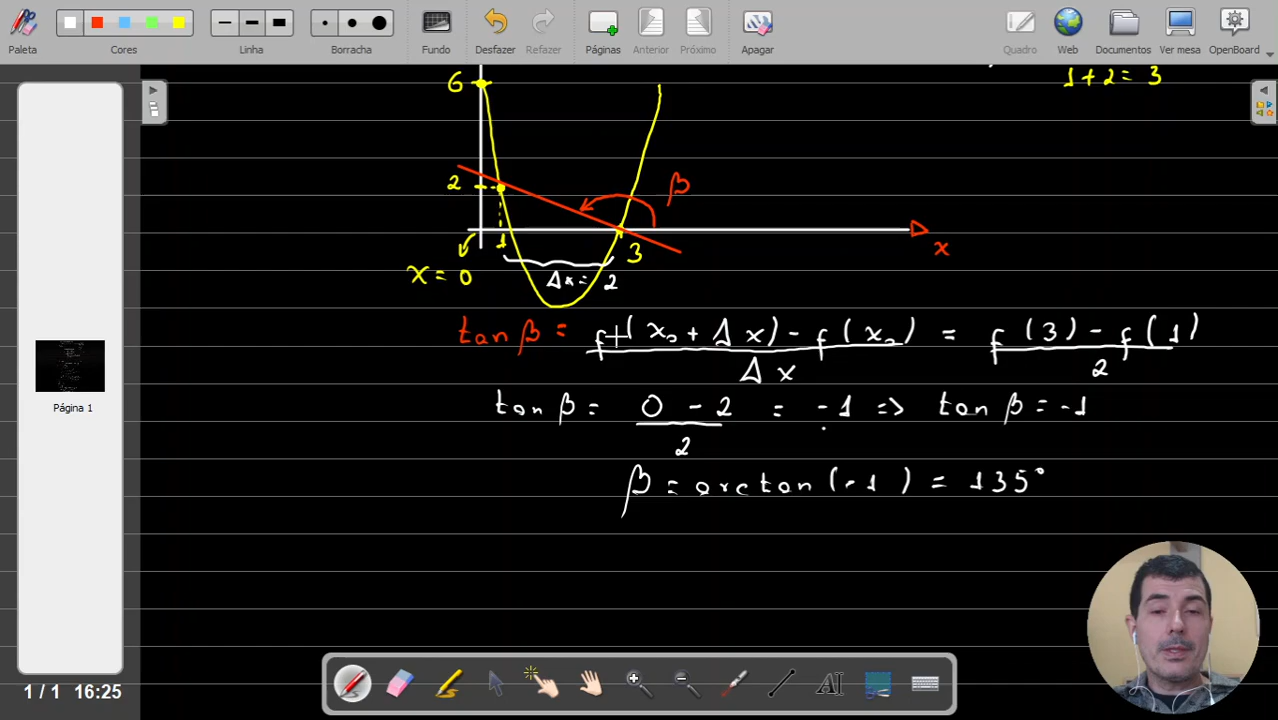 Paleta Cores Linha Borracha Fundo Desfazer Refazer Páginas Anterior Próximo Apagar Quadro Web Documentos Ver mesa OpenBoard
1 + 2 = 3
6
2
β
1
3
x
x = 0
Δx = 2
tan β = f(x₀ + Δx) - f(x₀) / Δx = f(3) - f(1) / 2
tan β = 0 - 2 / 2 = -1 => tan β = -1
β = arctan(-1) = 135°
Página 1
1 / 1 16:25
AI